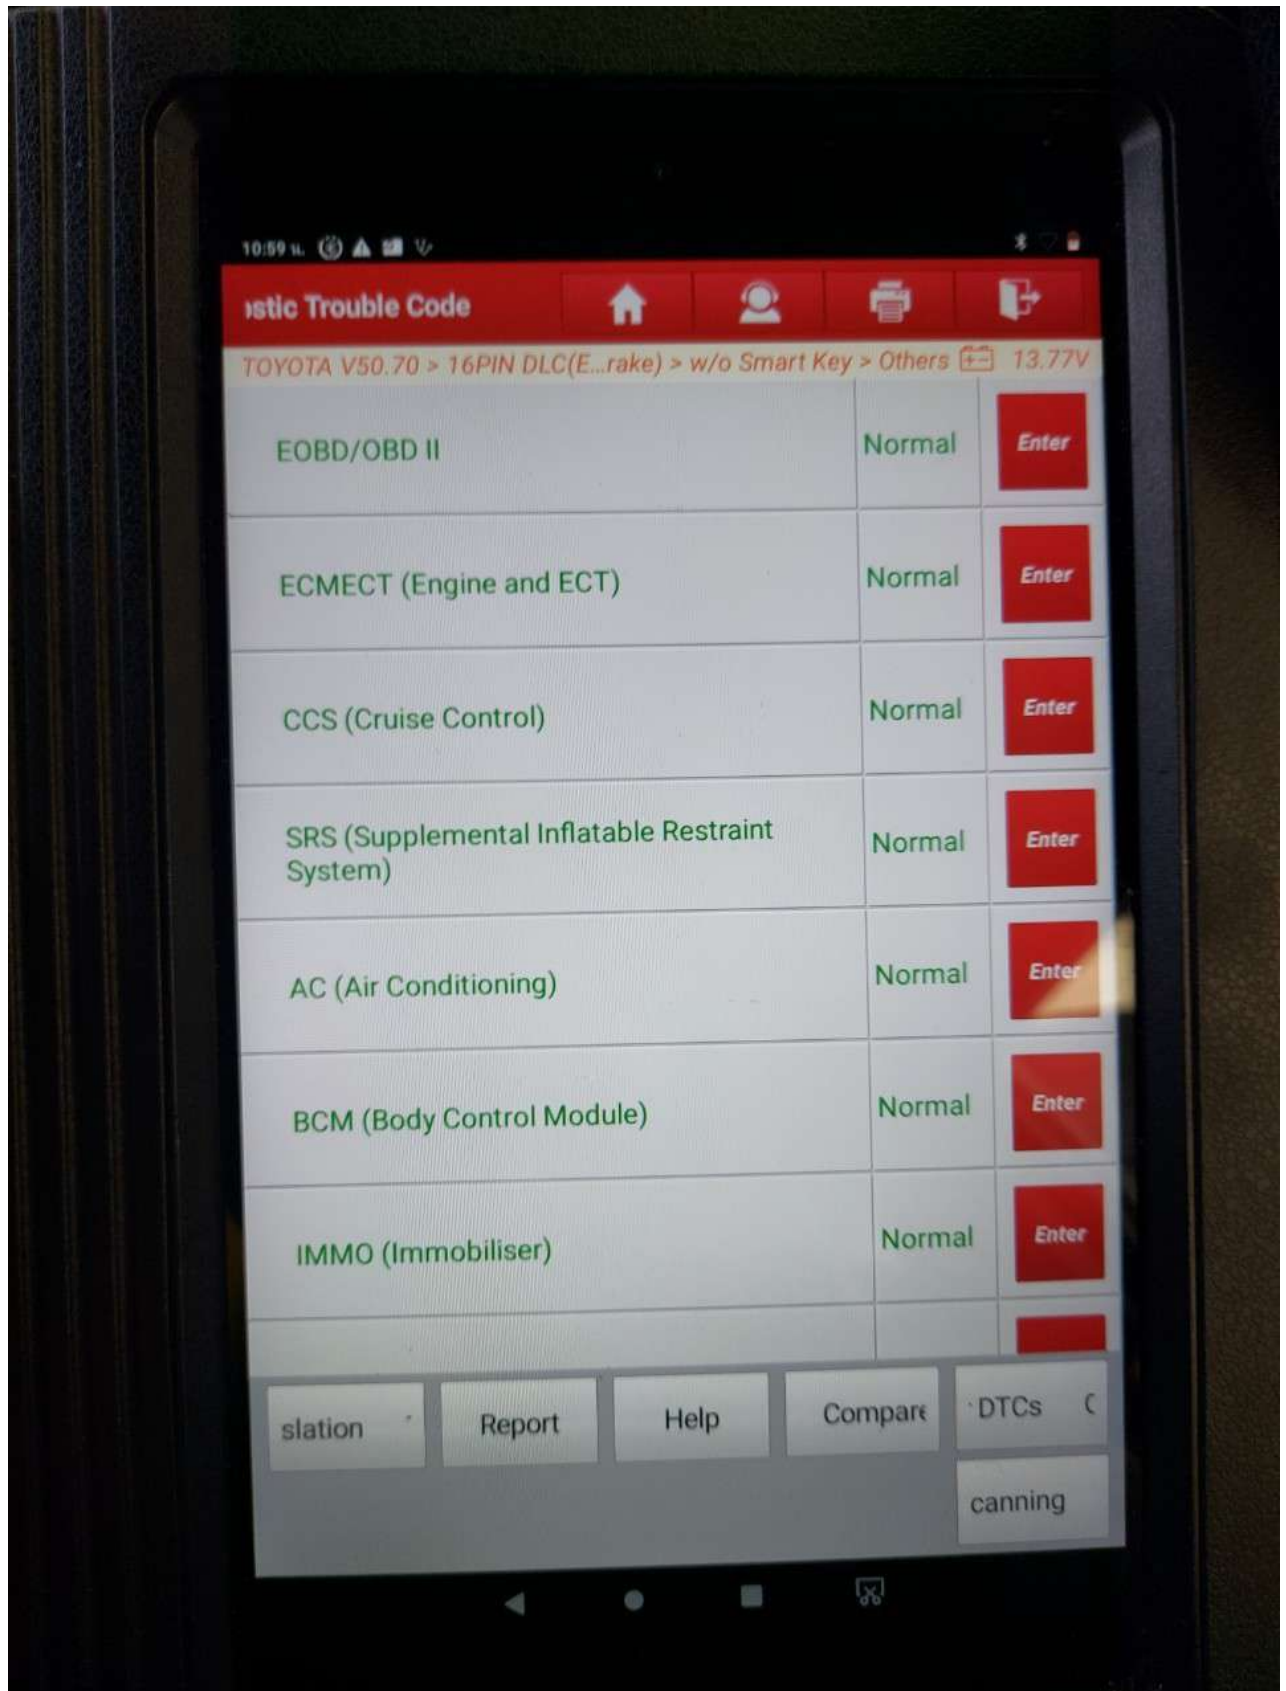 10:59 น.
ostic Trouble Code
TOYOTA V50.70 > 16PIN DLC(E...rake) > w/o Smart Key > Others 13.77V
EOBD/OBD II Normal Enter
ECMECT (Engine and ECT) Normal Enter
CCS (Cruise Control) Normal Enter
SRS (Supplemental Inflatable Restraint
System) Normal Enter
AC (Air Conditioning) Normal Enter
BCM (Body Control Module) Normal Enter
IMMO (Immobiliser) Normal Enter
slation Report Help Compare DTCs C
canning